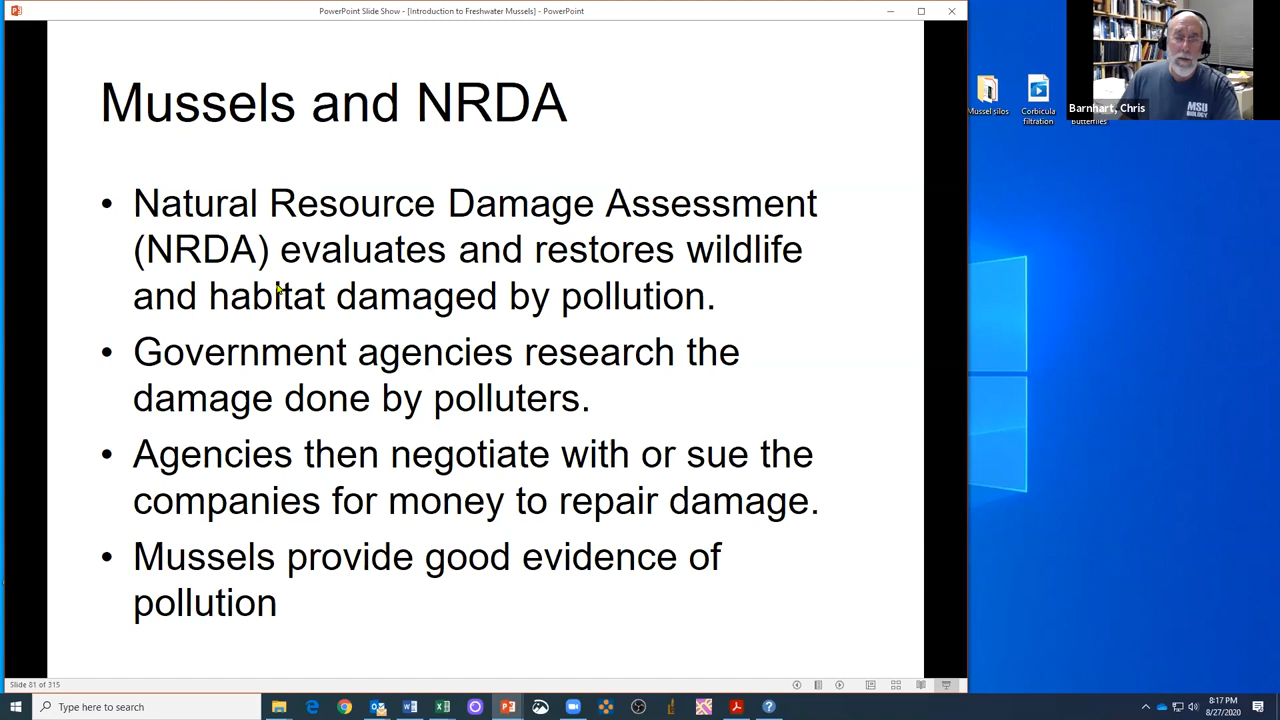 PowerPoint Slide Show - [Introduction to Freshwater Mussels] - PowerPoint
Mussels and NRDA
• Natural Resource Damage Assessment
(NRDA) evaluates and restores wildlife
and habitat damaged by pollution.
• Government agencies research the
damage done by polluters.
• Agencies then negotiate with or sue the
companies for money to repair damage.
• Mussels provide good evidence of
pollution
Slide 81 of 315
Barnhart, Chris
MSU
BIOLOGY
Mussel silos
Corbicula
filtration
Butterflies
Type here to search
8:17 PM
8/27/2020